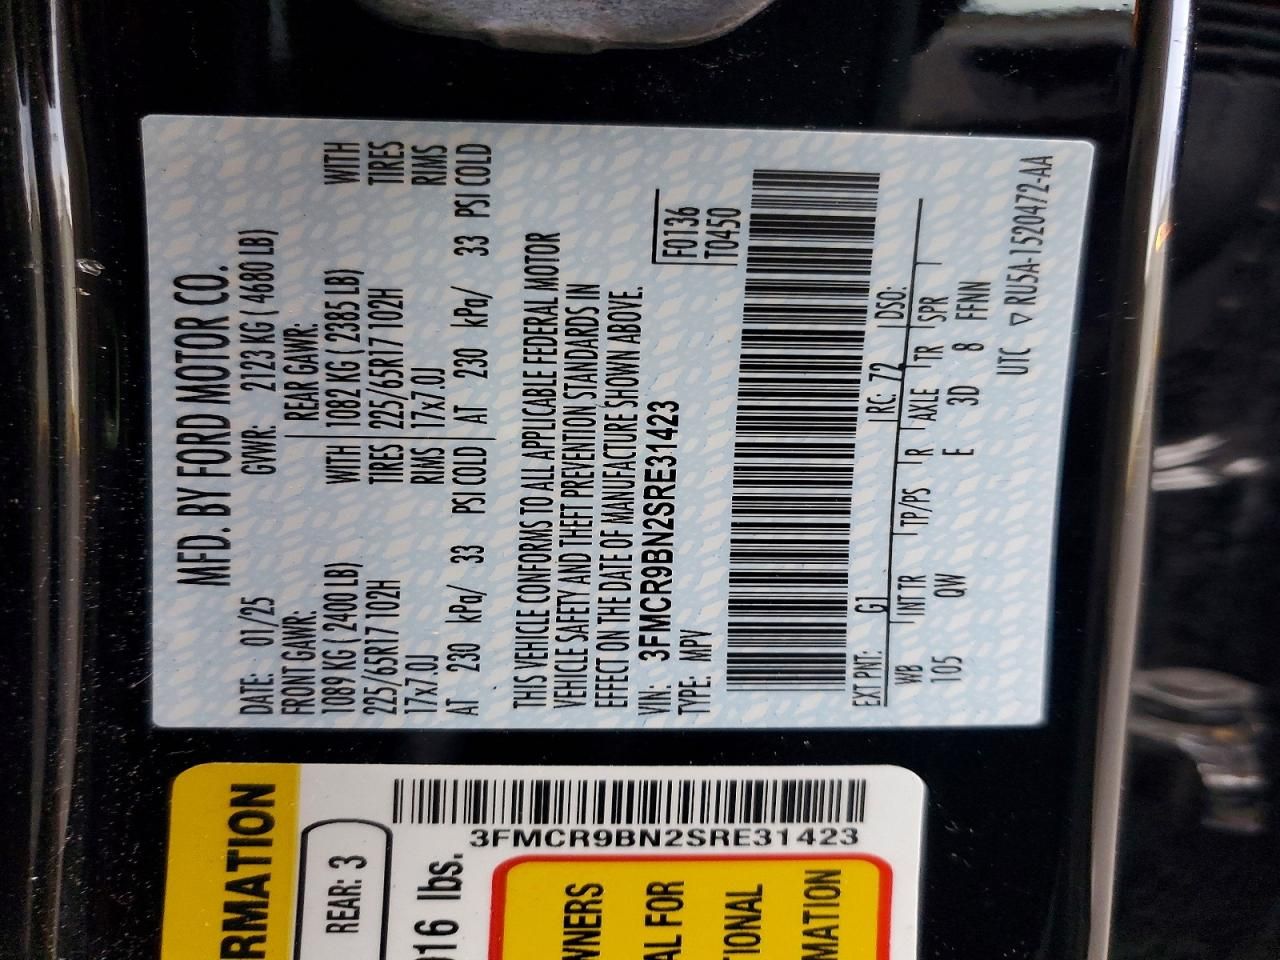 MFD. BY FORD MOTOR CO.
DATE: 01/25 GVWR: 2123 KG ( 4680 LB)
FRONT GAWR: REAR GAWR:
1089 KG ( 2400 LB) WITH 1082 KG ( 2385 LB) WITH
225/65R17 102H TIRES 225/65R17 102H TIRES
17x7.0J RIMS 17x7.0J RIMS
AT 230 kPa/ 33 PSI COLD AT 230 kPa/ 33 PSI COLD
THIS VEHICLE CONFORMS TO ALL APPLICABLE FEDERAL MOTOR
VEHICLE SAFETY AND THEFT PREVENTION STANDARDS IN
EFFECT ON THE DATE OF MANUFACTURE SHOWN ABOVE.
VIN: 3FMCR9BN2SRE31423 F0136
TYPE: MPV T0450
EXT PNT: G1 RC: 72 DSO:
WB INT TR TP/PS R AXLE TR SPR
105 QW E 3D 8 FFNN
UTC ▽ RU5A-1520472-AA
RMATION
REAR: 3
016 lbs.
3FMCR9BN2SRE31423
WNERS
AL FOR
TIONAL
MATION